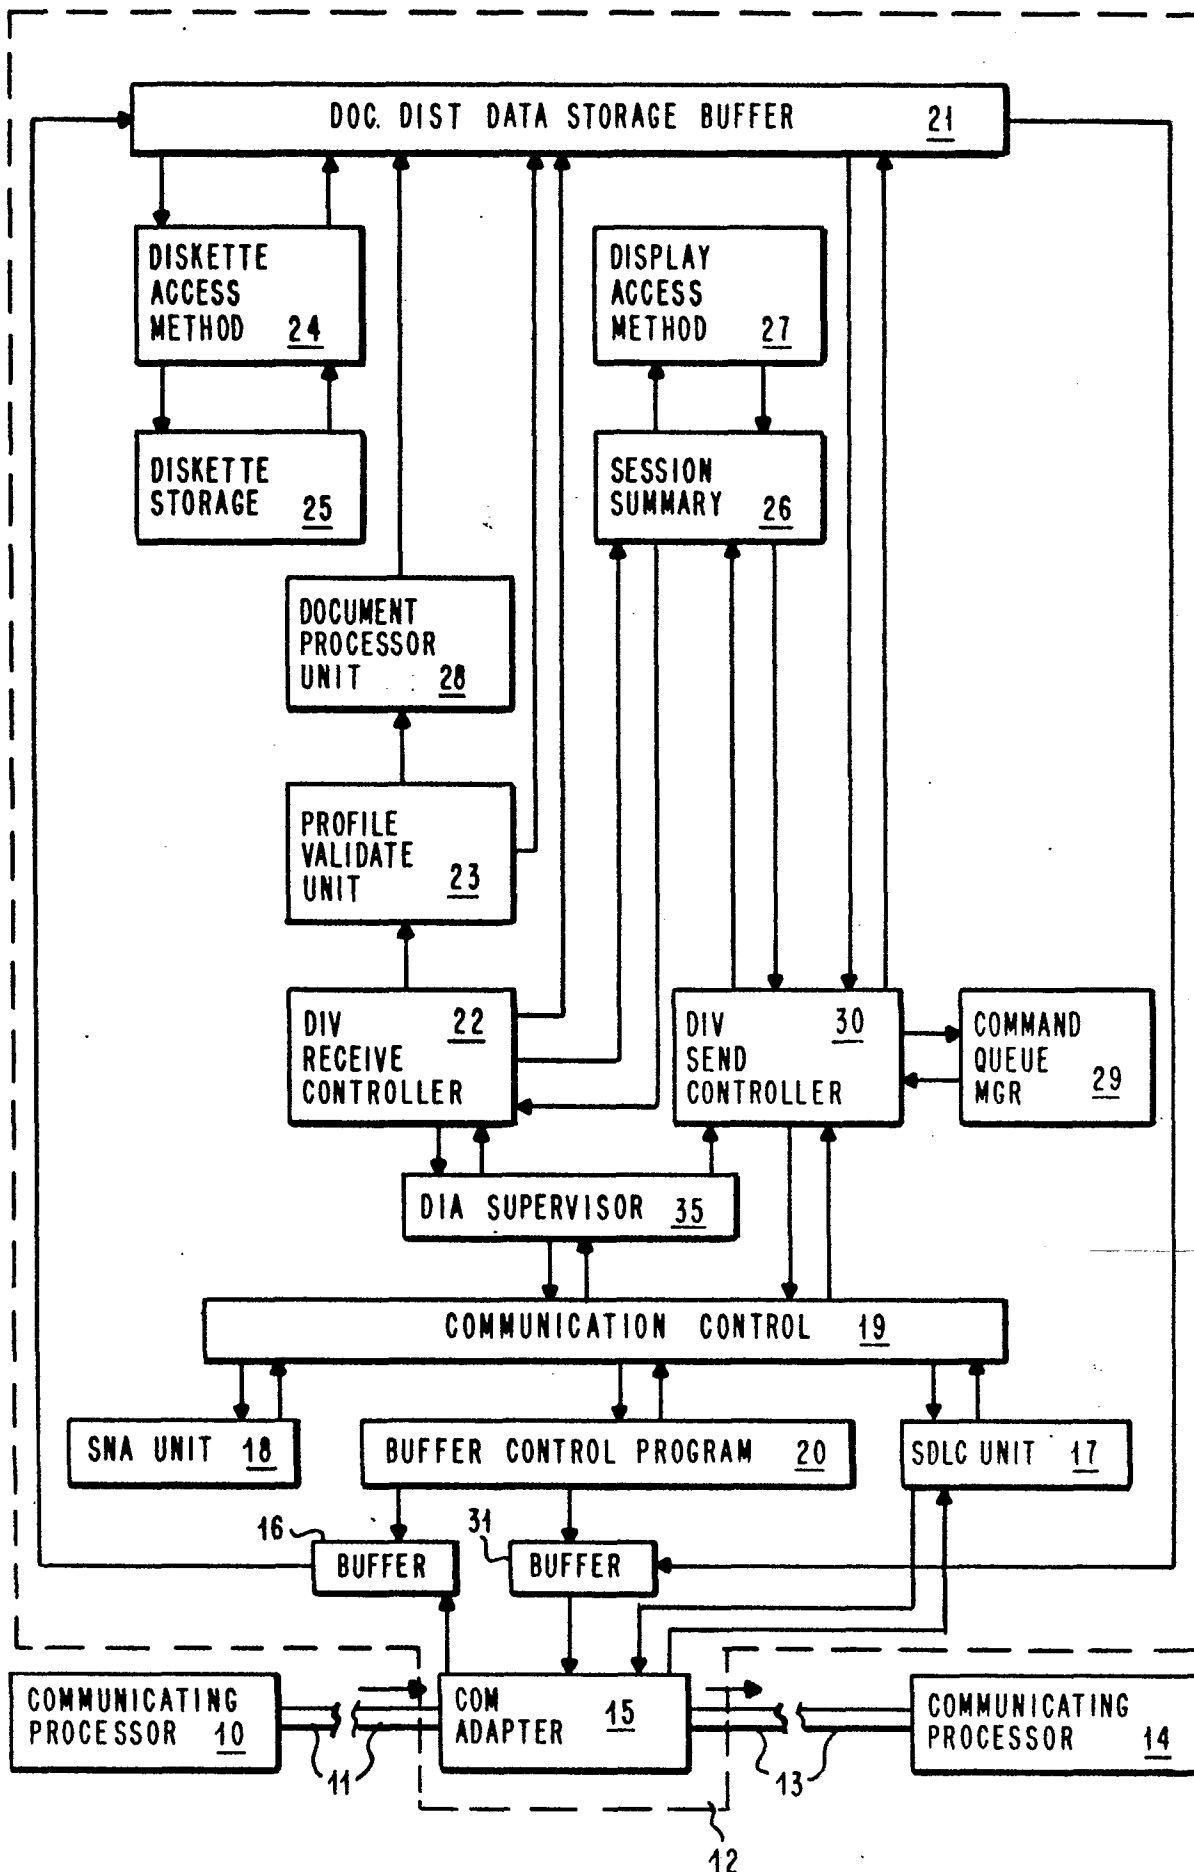 DOC. DIST DATA STORAGE BUFFER 21
DISKETTE
ACCESS
METHOD 24
DISPLAY
ACCESS
METHOD 27
DISKETTE
STORAGE 25
SESSION
SUMMARY 26
DOCUMENT
PROCESSOR
UNIT 28
PROFILE
VALIDATE
UNIT 23
DIV 22
RECEIVE
CONTROLLER
DIV 30
SEND
CONTROLLER
COMMAND
QUEUE
MGR 29
DIA SUPERVISOR 35
COMMUNICATION CONTROL 19
SNA UNIT 18
BUFFER CONTROL PROGRAM 20
SDLC UNIT 17
16
BUFFER
31
BUFFER
COMMUNICATING
PROCESSOR 10
11
COM
ADAPTER 15
13
COMMUNICATING
PROCESSOR 14
12